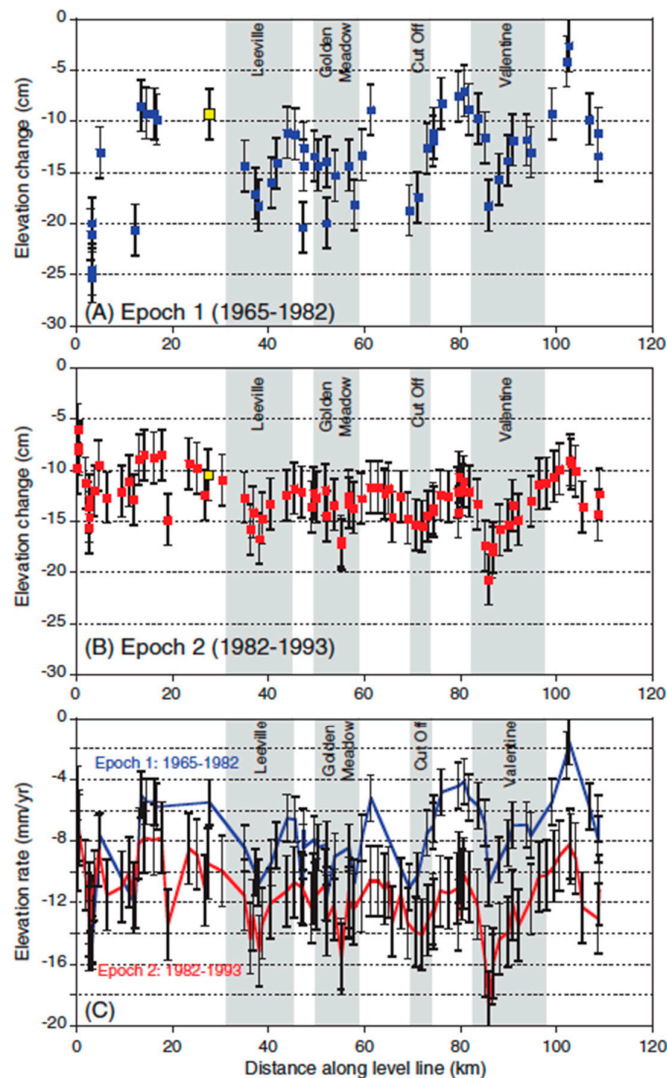 0
-5
-10
-15
-20
-25
-30
Elevation change (cm)
Leeville
Golden
Meadow
Cut Off
Valentine
(A) Epoch 1 (1965-1982)
0 20 40 60 80 100 120
0
-5
-10
-15
-20
-25
-30
Elevation change (cm)
Leeville
Golden
Meadow
Cut Off
Valentine
(B) Epoch 2 (1982-1993)
0 20 40 60 80 100 120
0
-4
-8
-12
-16
-20
Elevation rate (mm/yr)
Leeville
Golden
Meadow
Cut Off
Valentine
Epoch 1: 1965-1982
Epoch 2: 1982-1993
(C)
0 20 40 60 80 100 120
Distance along level line (km)